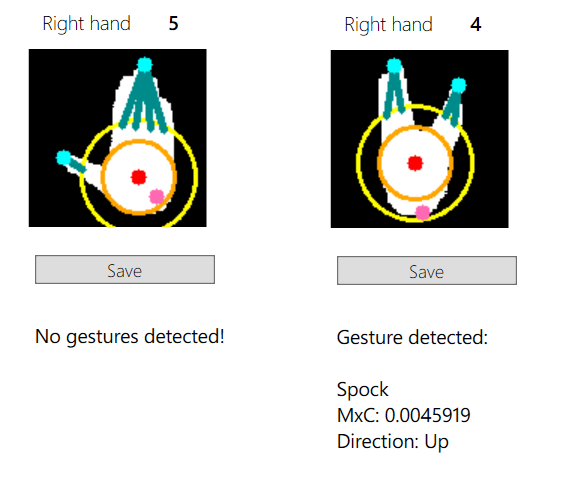 Right hand 5
Save
No gestures detected!
Right hand 4
Save
Gesture detected:
Spock
MxC: 0.0045919
Direction: Up